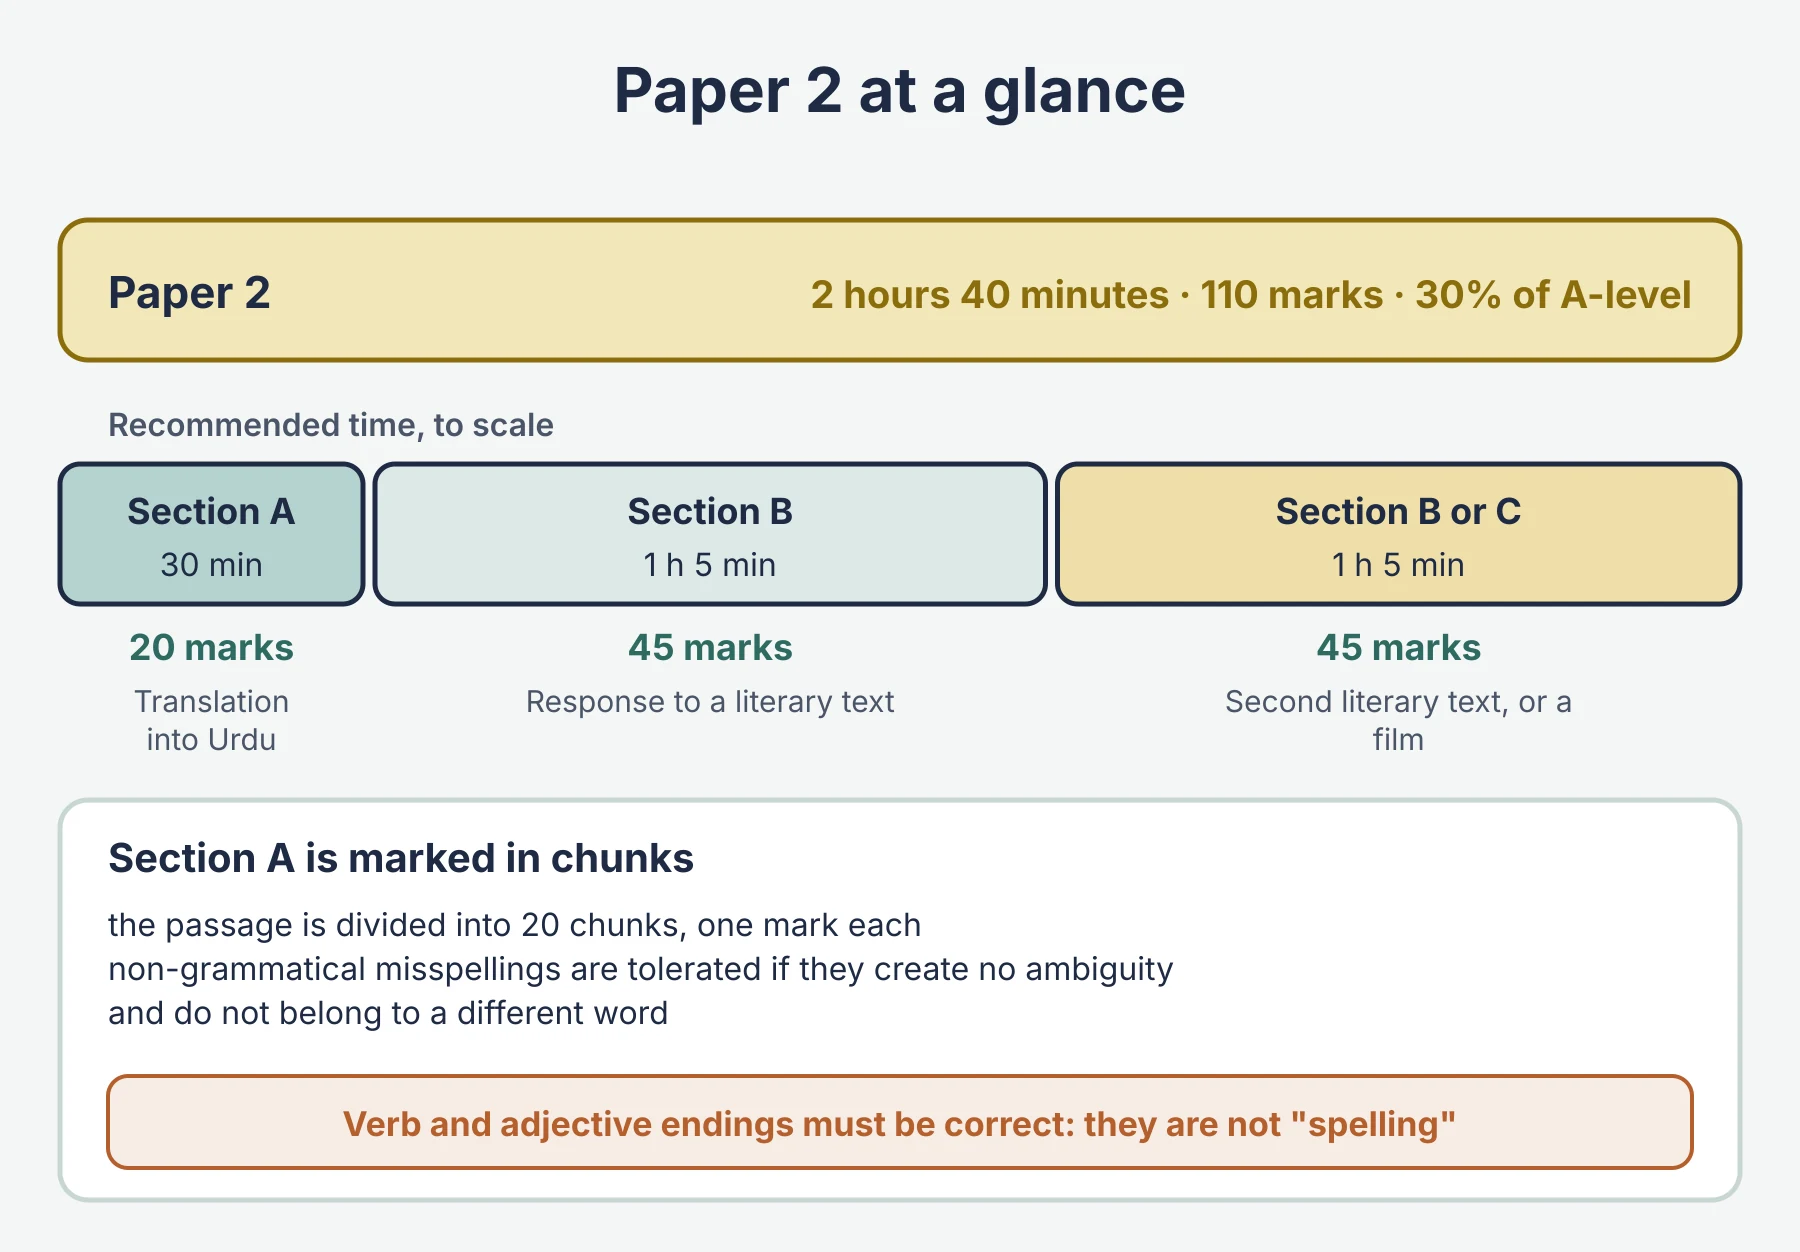 Paper 2 at a glance
Paper 2
2 hours 40 minutes · 110 marks · 30% of A-level
Recommended time, to scale
Section A
30 min
Section B
1 h 5 min
Section B or C
1 h 5 min
20 marks
Translation
into Urdu
45 marks
Response to a literary text
45 marks
Second literary text, or a
film
Section A is marked in chunks
the passage is divided into 20 chunks, one mark each
non-grammatical misspellings are tolerated if they create no ambiguity
and do not belong to a different word
Verb and adjective endings must be correct: they are not "spelling"